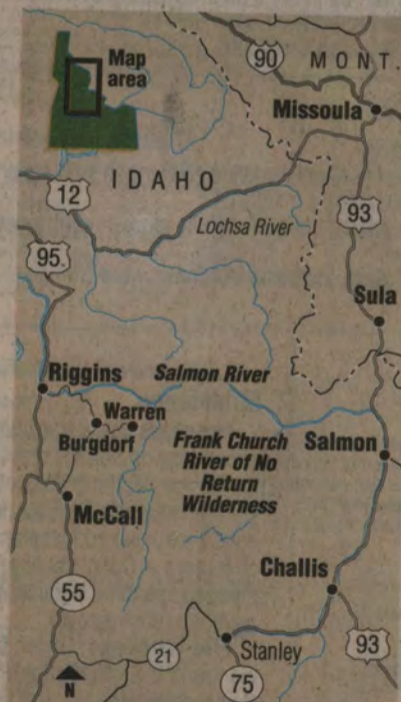 Map
area
90
MONT.
Missoula
IDAHO
12
Lochsa River
93
95
Sula
Riggins
Salmon River
Warren
Burgdorf
Frank Church
River of No
Return
Wilderness
Salmon
McCall
Challis
55
Stanley
93
21
75
N